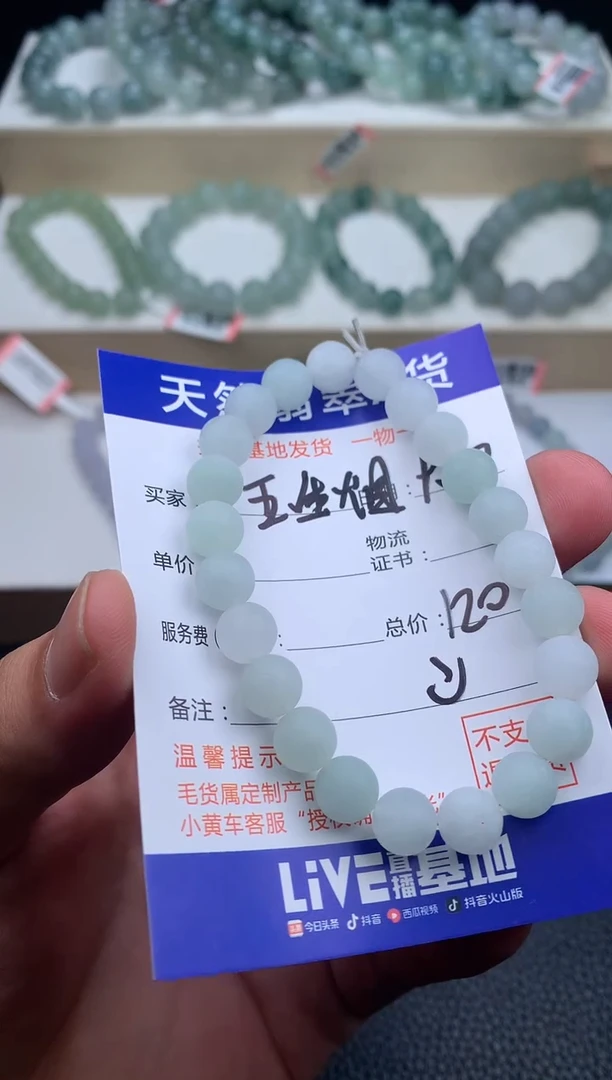 天 翡翠 货
基地发货 一物一
买家
王生烟
单价
物流
证书：
服务费（ ： 总价：120
备注：
温馨提示
不支
毛货属定制产品
小黄车客服“授权
LiVE直播基地
今日头条 抖音 西瓜视频 抖音火山版